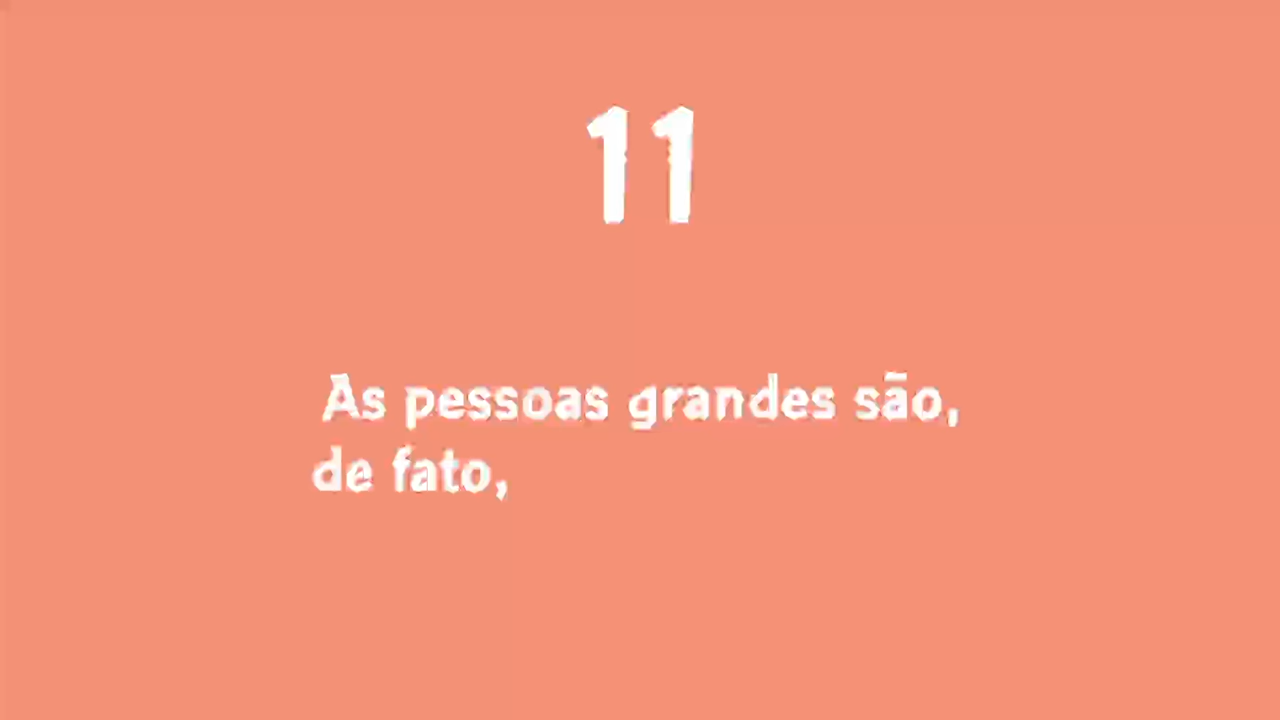 11
As pessoas grandes são,
de fato,